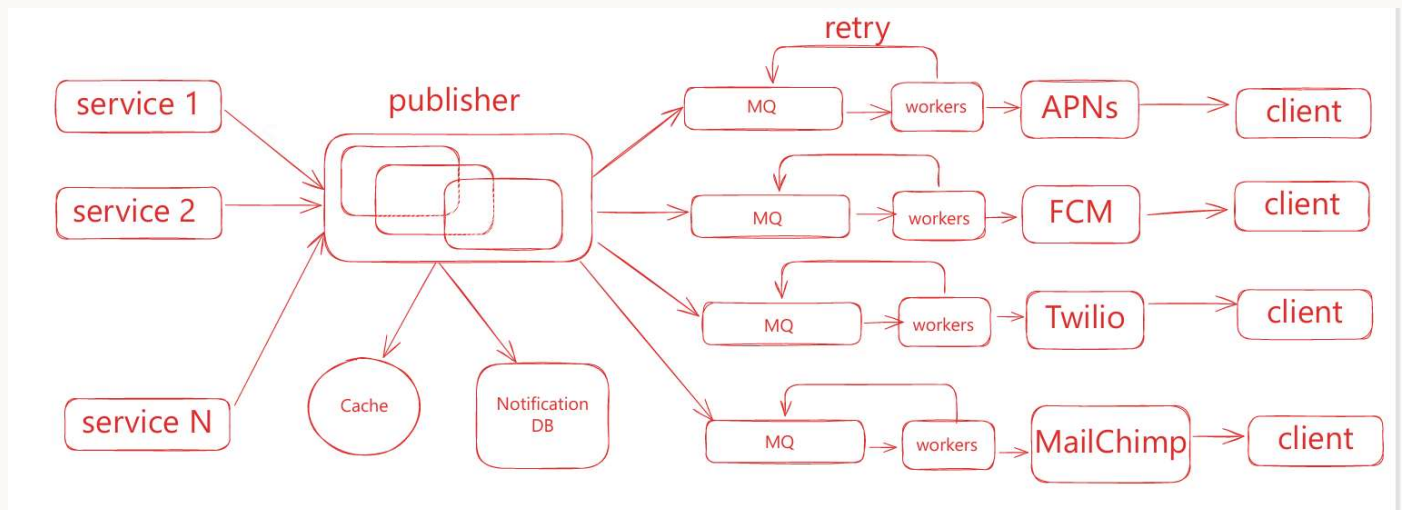 retry
service 1
publisher
MQ
workers
APNs
client
service 2
MQ
workers
FCM
client
MQ
workers
Twilio
client
service N
Cache
Notification
DB
MQ
workers
MailChimp
client